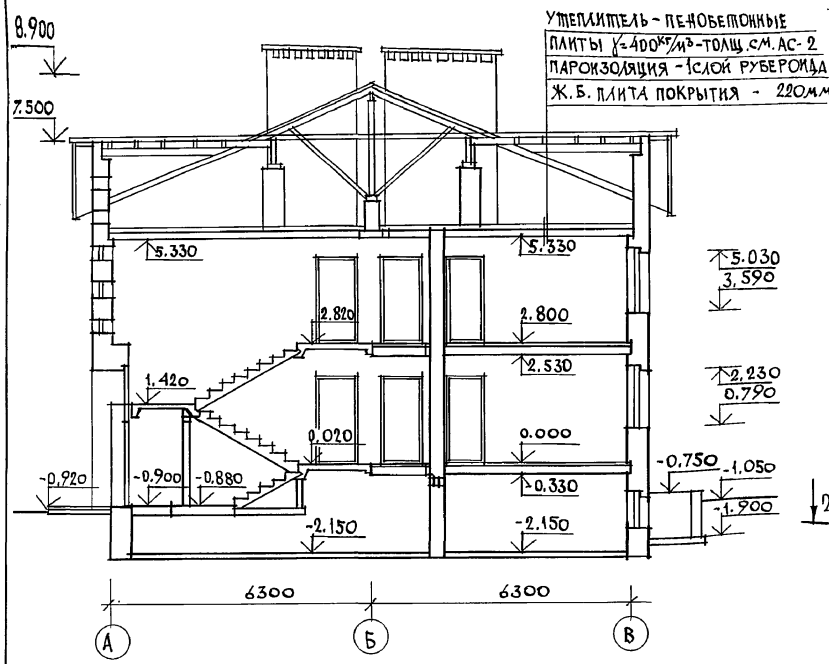 УТЕПЛИТЕЛЬ - ПЕНОБЕТОННЫЕ
ПЛИТЫ γ=400 кг/м³ - ТОЛЩ. СМ. АС-2
ПАРОИЗОЛЯЦИЯ - 1 СЛОЙ РУБЕРОИДА
Ж.Б. ПЛИТА ПОКРЫТИЯ - 220ММ
8.900
7.500
5.330 5.330
5.030
3.590
2.820 2.800
2.530
2.230
0.790
1.420
0.020 0.000
-0.920 -0.900 -0.880 -0.330
-0.750 -1.050
-1.900
2
-2.150 -2.150
6300 6300
А Б В